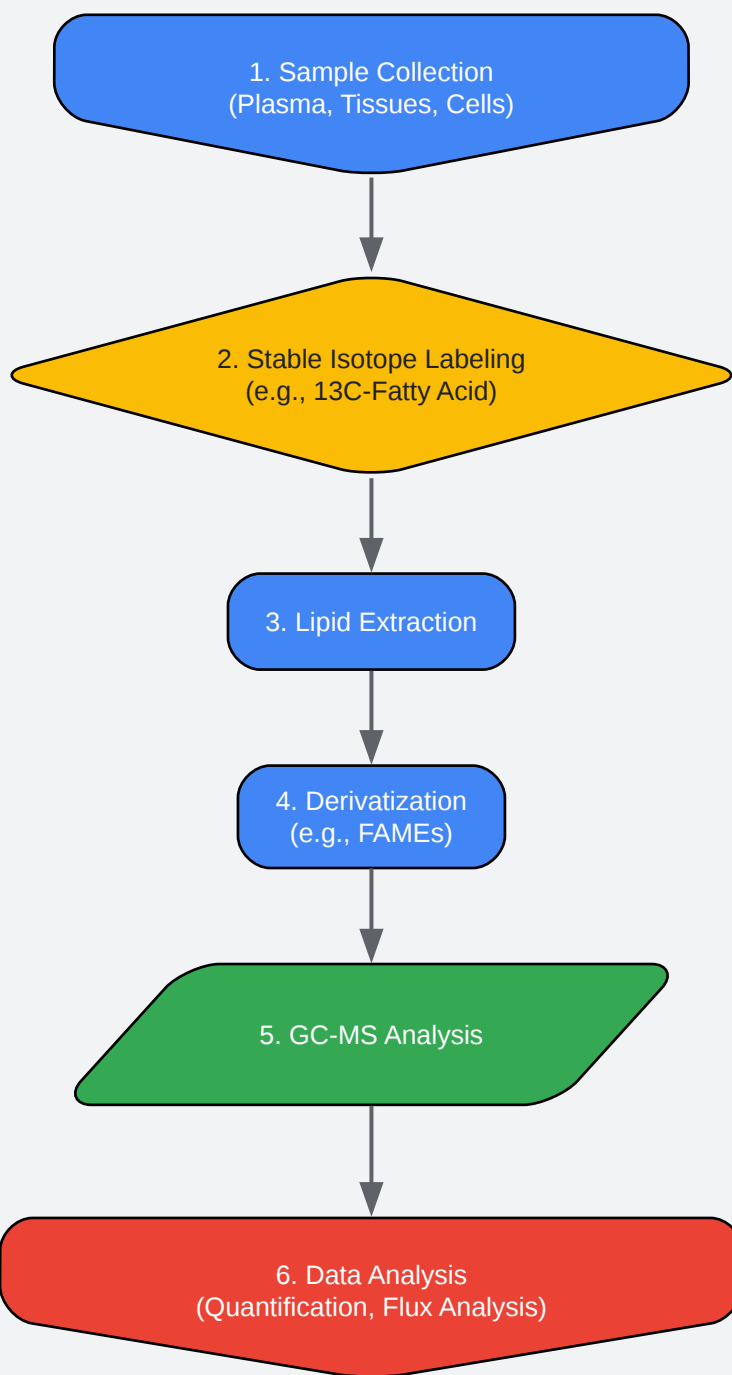 1. Sample Collection
(Plasma, Tissues, Cells)
2. Stable Isotope Labeling
(e.g., 13C-Fatty Acid)
3. Lipid Extraction
4. Derivatization
(e.g., FAMEs)
5. GC-MS Analysis
6. Data Analysis
(Quantification, Flux Analysis)